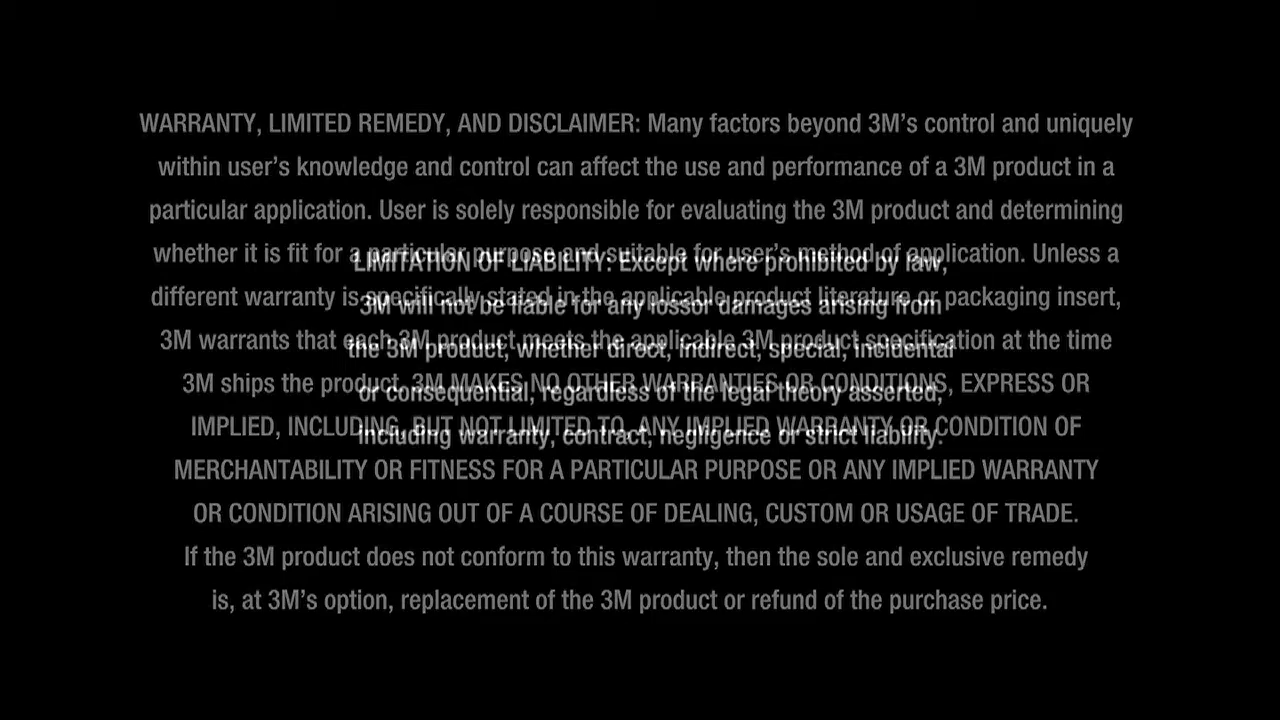 WARRANTY, LIMITED REMEDY, AND DISCLAIMER: Many factors beyond 3M's control and uniquely
within user's knowledge and control can affect the use and performance of a 3M product in a
particular application. User is solely responsible for evaluating the 3M product and determining
whether it is fit for a particular purpose and suitable for user's method of application. Unless a
different warranty is specifically stated in the applicable product literature or packaging insert,
3M warrants that each 3M product meets the applicable 3M product specification at the time
3M ships the product. 3M MAKES NO OTHER WARRANTIES OR CONDITIONS, EXPRESS OR
IMPLIED, INCLUDING, BUT NOT LIMITED TO, ANY IMPLIED WARRANTY OR CONDITION OF
MERCHANTABILITY OR FITNESS FOR A PARTICULAR PURPOSE OR ANY IMPLIED WARRANTY
OR CONDITION ARISING OUT OF A COURSE OF DEALING, CUSTOM OR USAGE OF TRADE.
If the 3M product does not conform to this warranty, then the sole and exclusive remedy
is, at 3M's option, replacement of the 3M product or refund of the purchase price.
LIMITATION OF LIABILITY: Except where prohibited by law,
3M will not be liable for any lossor damages arising from
the 3M product, whether direct, indirect, special, incidental
or consequential, regardless of the legal theory asserted,
including warranty, contract, negligence or strict liability.